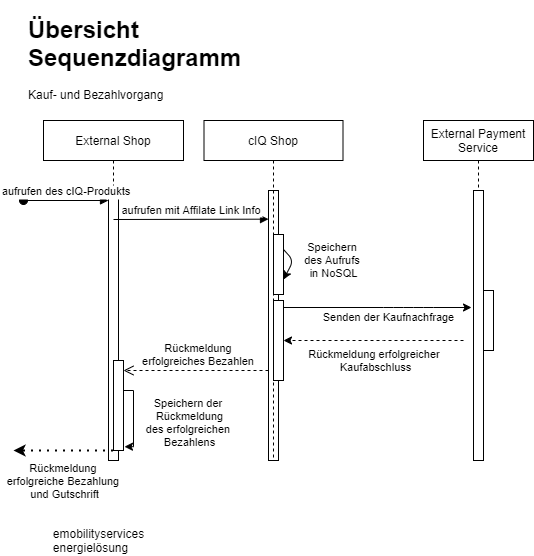 Übersicht
Sequenzdiagramm
Kauf- und Bezahlvorgang
External Shop
cIQ Shop
External Payment
Service
aufrufen des cIQ-Produkts
aufrufen mit Affilate Link Info
Speichern
des Aufrufs
in NoSQL
Senden der Kaufnachfrage
Rückmeldung erfolgreicher
Kaufabschluss
Rückmeldung
erfolgreiches Bezahlen
Speichern der
Rückmeldung
des erfolgreichen
Bezahlens
Rückmeldung
erfolgreiche Bezahlung
und Gutschrift
emobilityservices
energielösung